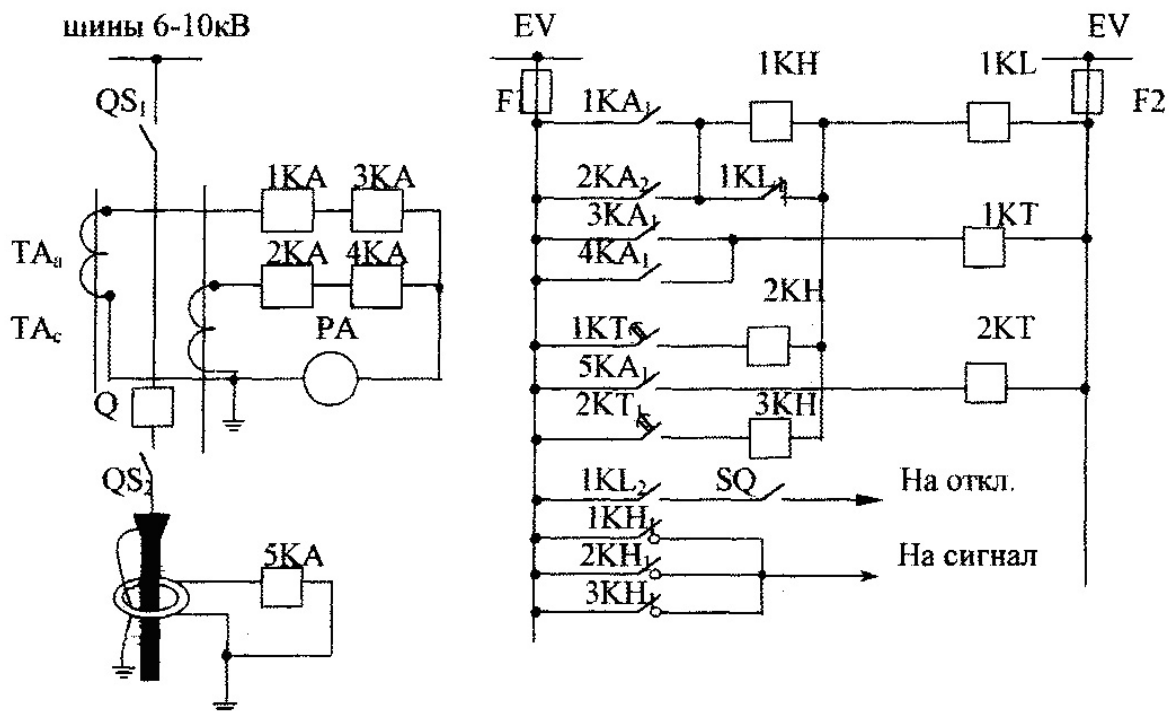 шины 6-10кВ
EV
EV
1KH
1KL
QS₁
F2
1KA₁
1KA
3KA
2KA₂
1KL₁
3KA₁
1KT
TAₐ
2KA
4KA
4KA₁
2KH
TA_c
PA
1KT
2KT
5KA₁
Q
2KT₁
3KH
QS₂
1KL₂
SQ
На откл.
1KH₁
5KA
2KH₁
На сигнал
3KH₁